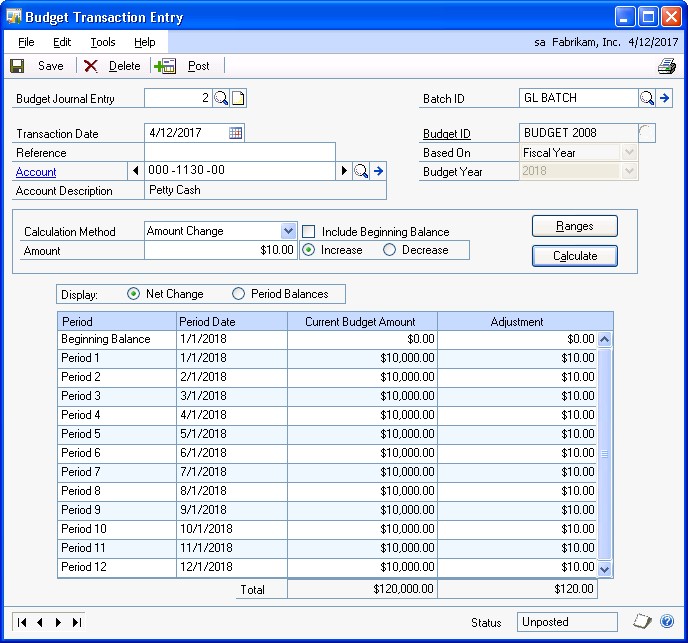 Budget Transaction Entry
File Edit Tools Help sa Fabrikam, Inc. 4/12/2017
Save Delete Post
Budget Journal Entry 2 Batch ID GL BATCH
Transaction Date 4/12/2017 Budget ID BUDGET 2008
Reference Based On Fiscal Year
Account 000 -1130 -00 Budget Year 2018
Account Description Petty Cash
Calculation Method Amount Change Include Beginning Balance Ranges
Amount $10.00 Increase Decrease Calculate
Display: Net Change Period Balances
Period Period Date Current Budget Amount Adjustment
Beginning Balance 1/1/2018 $0.00 $0.00
Period 1 1/1/2018 $10,000.00 $10.00
Period 2 2/1/2018 $10,000.00 $10.00
Period 3 3/1/2018 $10,000.00 $10.00
Period 4 4/1/2018 $10,000.00 $10.00
Period 5 5/1/2018 $10,000.00 $10.00
Period 6 6/1/2018 $10,000.00 $10.00
Period 7 7/1/2018 $10,000.00 $10.00
Period 8 8/1/2018 $10,000.00 $10.00
Period 9 9/1/2018 $10,000.00 $10.00
Period 10 10/1/2018 $10,000.00 $10.00
Period 11 11/1/2018 $10,000.00 $10.00
Period 12 12/1/2018 $10,000.00 $10.00
Total $120,000.00 $120.00
Status Unposted